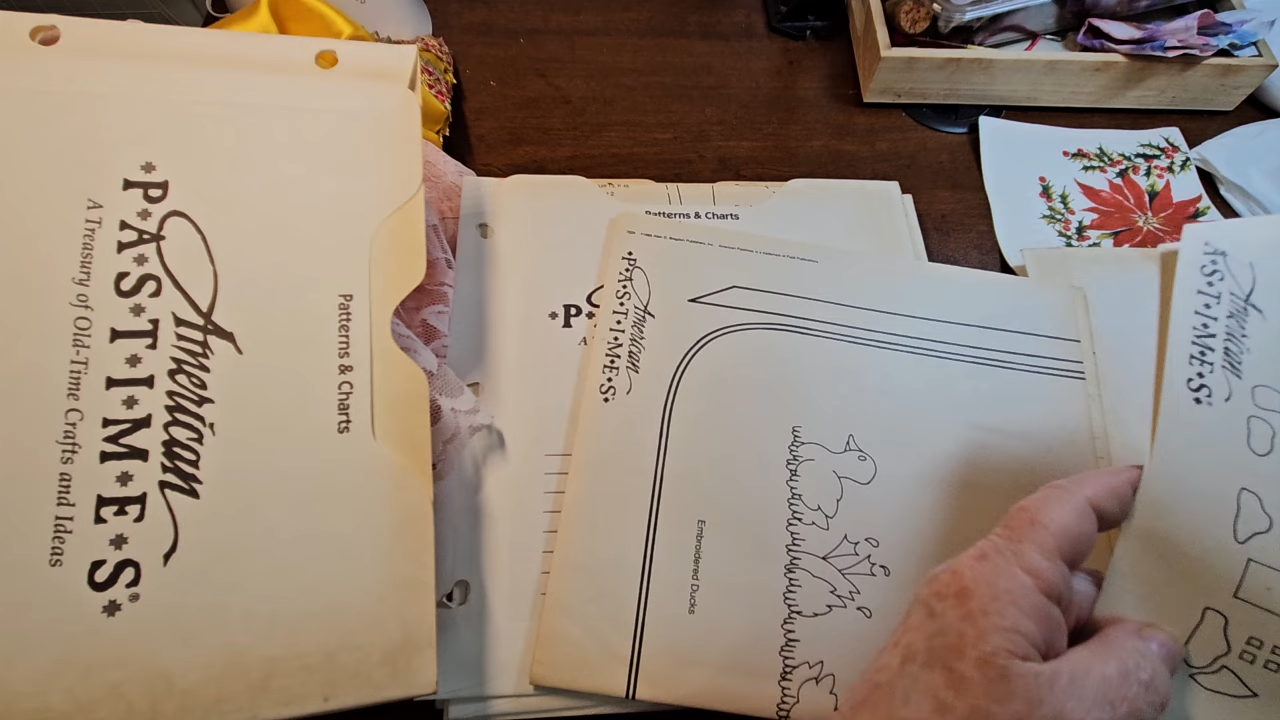 American
P·A·S·T·I·M·E·S®
A Treasury of Old-Time Crafts and Ideas
Patterns & Charts
Patterns & Charts
P
A
American
P·A·S·T·I·M·E·S®
Embroidered Ducks
American
A·S·T·I·M·E·S®